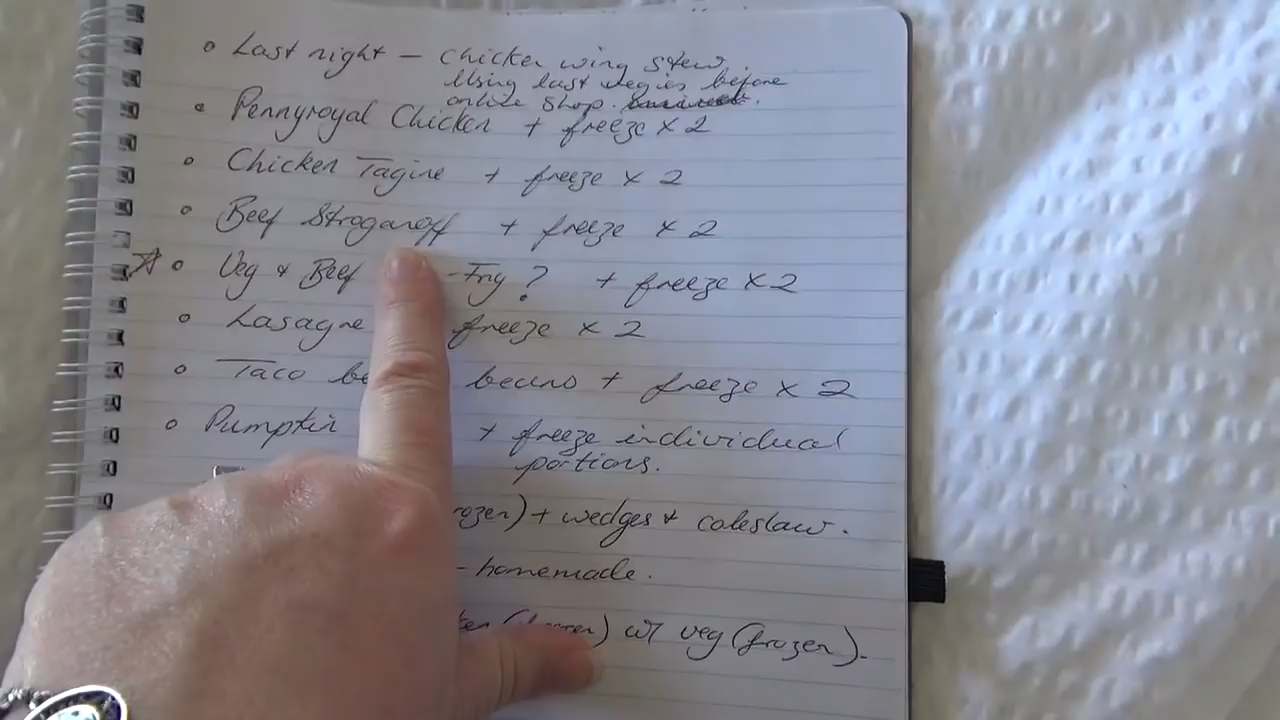 Last night - Chicken wing stew.
Using last vegies before
online shop.
Pennyroyal Chicken + freeze x 2
Chicken Tagine + freeze x 2
Beef Stroganoff + freeze x 2
Veg & Beef -Fry? + freeze x 2
Lasagne freeze x 2
Taco + freeze x 2
Pumpkin + freeze individual
portions.
+ wedges & coleslaw.
- homemade.
w/ veg (frozen).